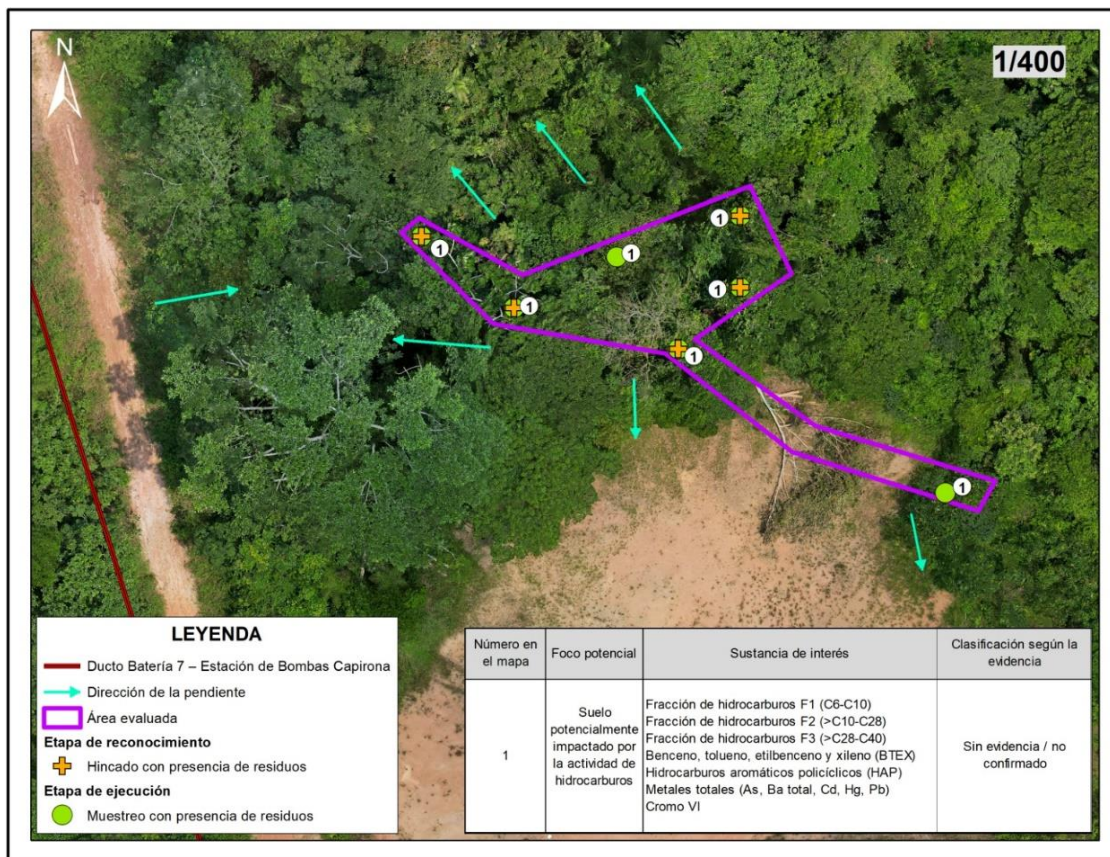 N
1/400
1
1
1
1
1
1
1
LEYENDA
Ducto Batería 7 – Estación de Bombas Capirona
Dirección de la pendiente
Área evaluada
Etapa de reconocimiento
Hincado con presencia de residuos
Etapa de ejecución
Muestreo con presencia de residuos
Número en
el mapa
Foco potencial
Sustancia de interés
Clasificación según la
evidencia
1
Suelo
potencialmente
impactado por
la actividad de
hidrocarburos
Fracción de hidrocarburos F1 (C6-C10)
Fracción de hidrocarburos F2 (>C10-C28)
Fracción de hidrocarburos F3 (>C28-C40)
Benceno, tolueno, etilbenceno y xileno (BTEX)
Hidrocarburos aromáticos policíclicos (HAP)
Metales totales (As, Ba total, Cd, Hg, Pb)
Cromo VI
Sin evidencia / no
confirmado